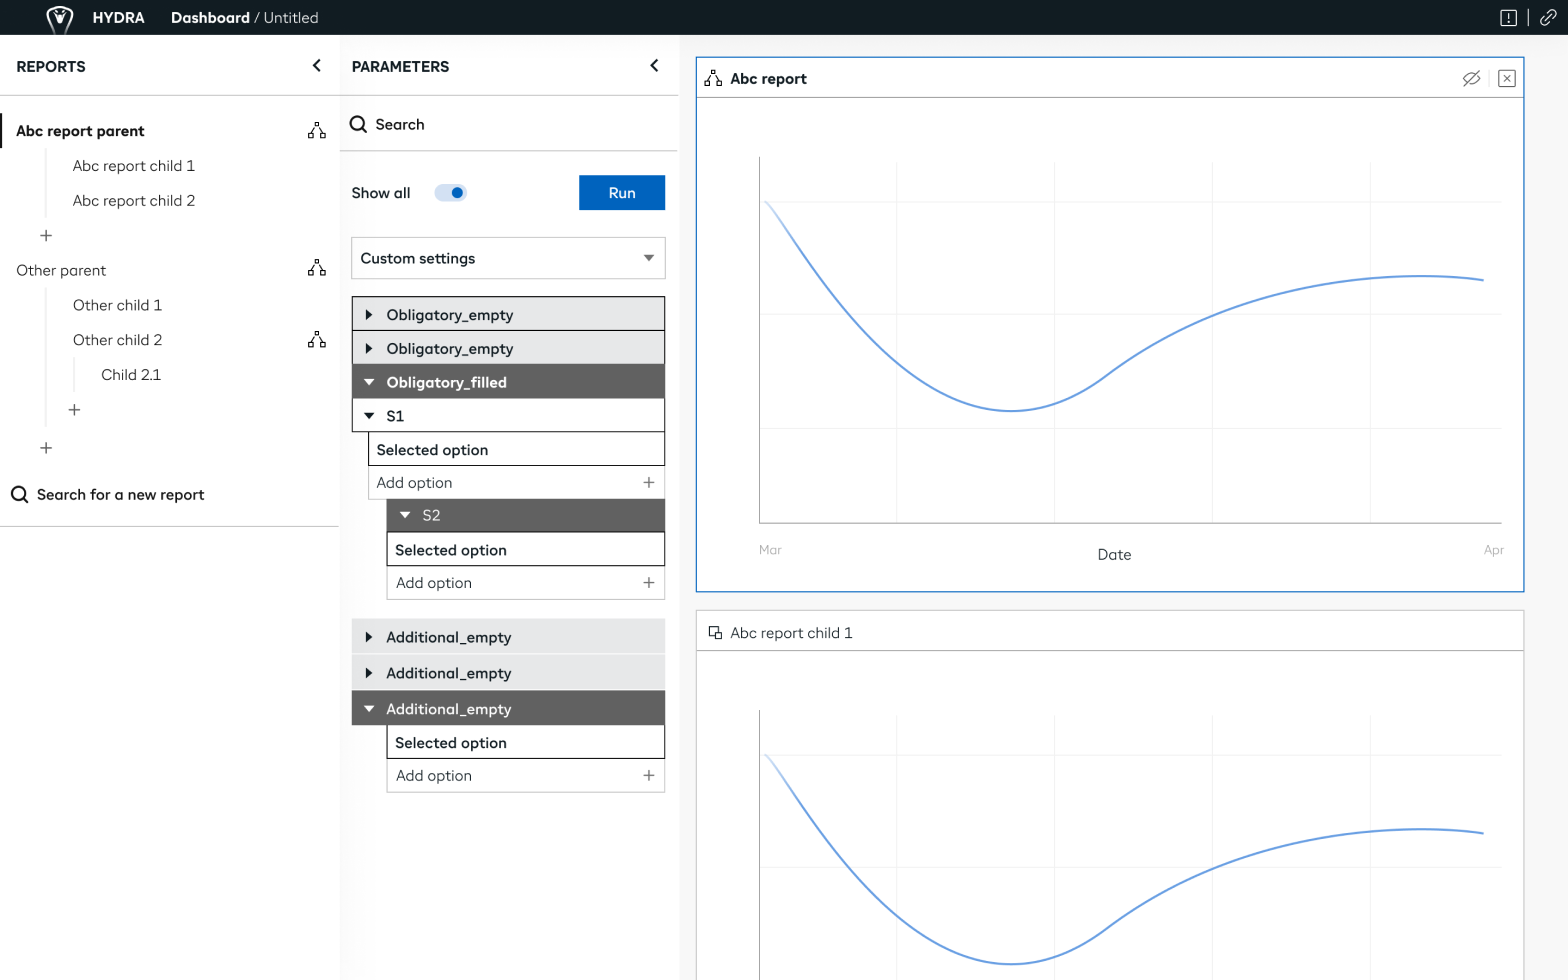 HYDRA Dashboard / Untitled
REPORTS
Abc report parent
Abc report child 1
Abc report child 2
Other parent
Other child 1
Other child 2
Child 2.1
Search for a new report
PARAMETERS
Search
Show all Run
Custom settings
Obligatory_empty
Obligatory_empty
Obligatory_filled
S1
Selected option
Add option
S2
Selected option
Add option
Additional_empty
Additional_empty
Additional_empty
Selected option
Add option
Abc report
Mar Date Apr
Abc report child 1